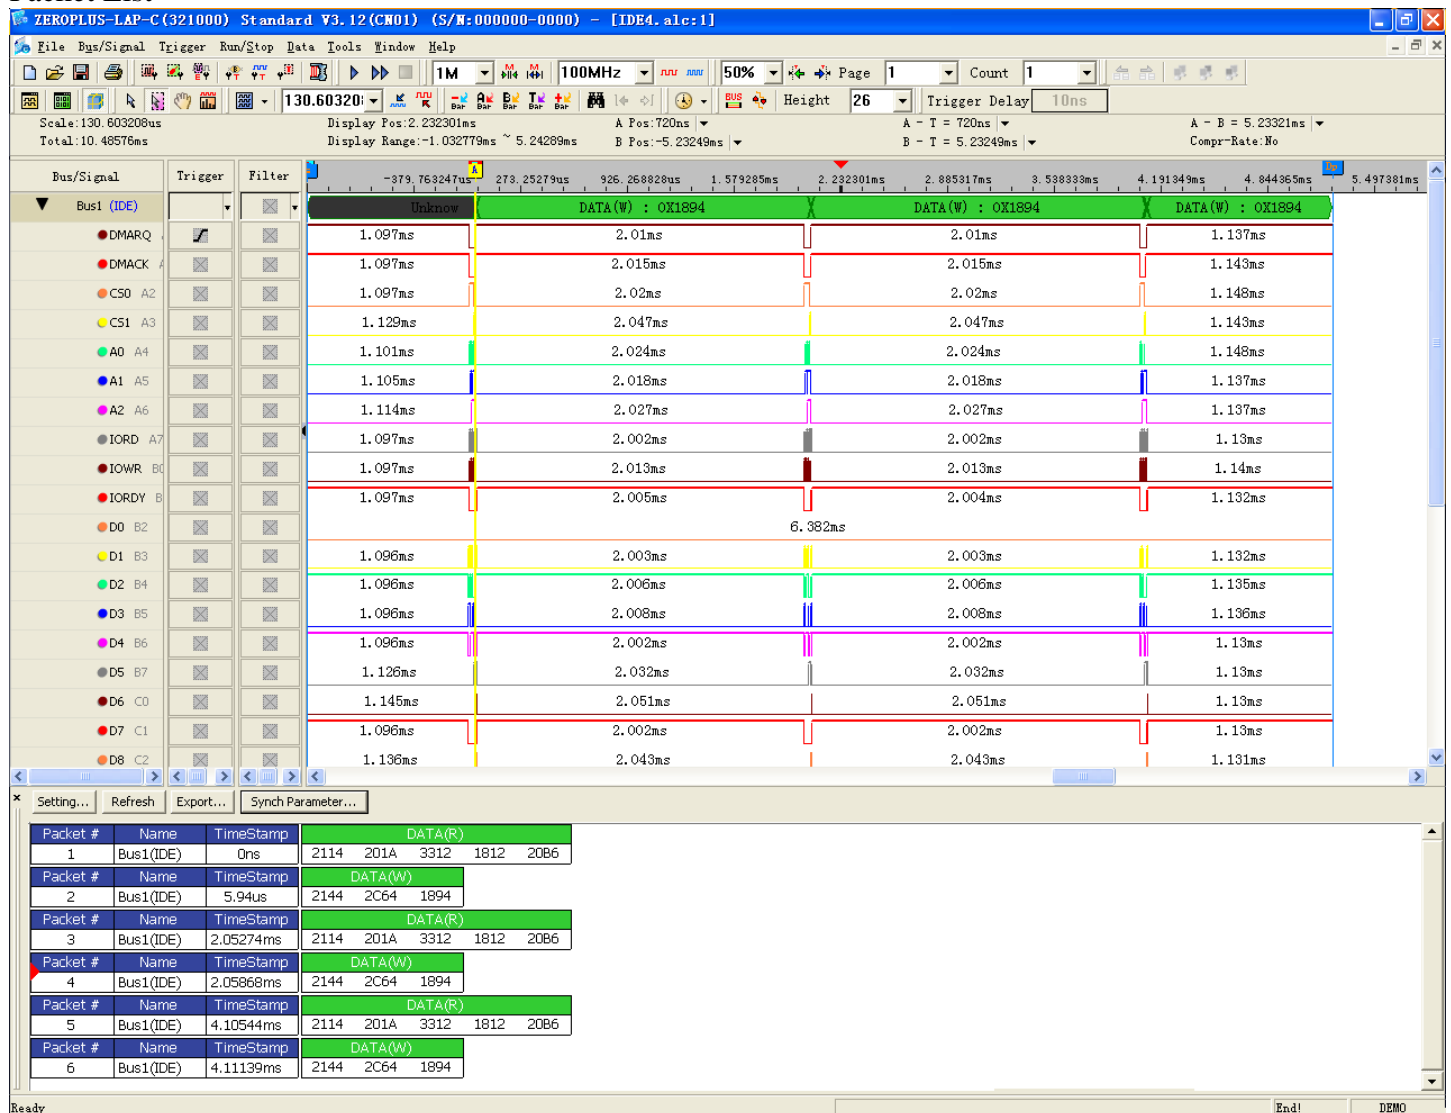 ZEROPLUS-LAP-C(321000) Standard V3.12(CN01) (S/N:000000-0000) - [IDE4.alc:1]
File Bus/Signal Trigger Run/Stop Data Tools Window Help
1M 100MHz 50% Page 1 Count 1
130.60320 Bar Bar Bar Bar Bar Height 26 Trigger Delay 10ns
Scale:130.603208us Display Pos:2.232301ms A Pos:720ns A - T = 720ns A - B = 5.23321ms
Total:10.48576ms Display Range:-1.032779ms ~ 5.24289ms B Pos:-5.23249ms B - T = 5.23249ms Compr-Rate:No
Bus/Signal Trigger Filter -379.763247us A 273.25279us 926.268828us 1.579285ms 2.232301ms 2.885317ms 3.538333ms 4.191349ms 4.844365ms 5.497381ms
Bus1 (IDE) Unknow DATA(W) : 0X1894 DATA(W) : 0X1894 DATA(W) : 0X1894
DMARQ 1.097ms 2.01ms 2.01ms 1.137ms
DMACK 1.097ms 2.015ms 2.015ms 1.143ms
CS0 A2 1.097ms 2.02ms 2.02ms 1.148ms
CS1 A3 1.129ms 2.047ms 2.047ms 1.143ms
A0 A4 1.101ms 2.024ms 2.024ms 1.148ms
A1 A5 1.105ms 2.018ms 2.018ms 1.137ms
A2 A6 1.114ms 2.027ms 2.027ms 1.137ms
IORD A7 1.097ms 2.002ms 2.002ms 1.13ms
IOWR B0 1.097ms 2.013ms 2.013ms 1.14ms
IORDY B 1.097ms 2.005ms 2.004ms 1.132ms
D0 B2 6.382ms
D1 B3 1.096ms 2.003ms 2.003ms 1.132ms
D2 B4 1.096ms 2.006ms 2.006ms 1.135ms
D3 B5 1.096ms 2.008ms 2.008ms 1.136ms
D4 B6 1.096ms 2.002ms 2.002ms 1.13ms
D5 B7 1.126ms 2.032ms 2.032ms 1.13ms
D6 C0 1.145ms 2.051ms 2.051ms 1.13ms
D7 C1 1.096ms 2.002ms 2.002ms 1.13ms
D8 C2 1.136ms 2.043ms 2.043ms 1.131ms
Setting... Refresh Export... Synch Parameter...
Packet # Name TimeStamp DATA(R)
1 Bus1(IDE) 0ns 2114 201A 3312 1812 20B6
Packet # Name TimeStamp DATA(W)
2 Bus1(IDE) 5.94us 2144 2C64 1894
Packet # Name TimeStamp DATA(R)
3 Bus1(IDE) 2.05274ms 2114 201A 3312 1812 20B6
Packet # Name TimeStamp DATA(W)
4 Bus1(IDE) 2.05868ms 2144 2C64 1894
Packet # Name TimeStamp DATA(R)
5 Bus1(IDE) 4.10544ms 2114 201A 3312 1812 20B6
Packet # Name TimeStamp DATA(W)
6 Bus1(IDE) 4.11139ms 2144 2C64 1894
Ready End! DEMO